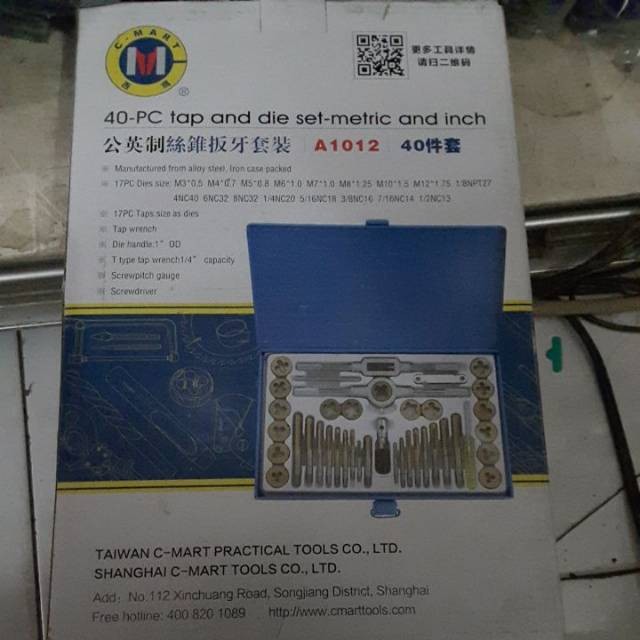 C-MART
M
®
更多工具详情
请扫二维码
40-PC tap and die set-metric and inch
公英制絲錐扳牙套裝 A1012 40件套
Manufactured from alloy steel, Iron case packed
17PC Dies size: M3*0.5 M4*0.7 M5*0.8 M6*1.0 M7*1.0 M8*1.25 M10*1.5 M12*1.75 1/8NPT27
4NC40 6NC32 8NC32 1/4NC20 5/16NC18 3/8NC16 7/16NC14 1/2NC13
17PC Taps:size as dies
Tap wrench
Die handle:1" OD
T type tap wrench1/4" capacity
Screwpitch gauge
Screwdriver
TAIWAN C-MART PRACTICAL TOOLS CO., LTD.
SHANGHAI C-MART TOOLS CO., LTD.
Add: No.112 Xinchuang Road, Songjiang District, Shanghai
Free hotline: 400 820 1089 http://www.cmarttools.com